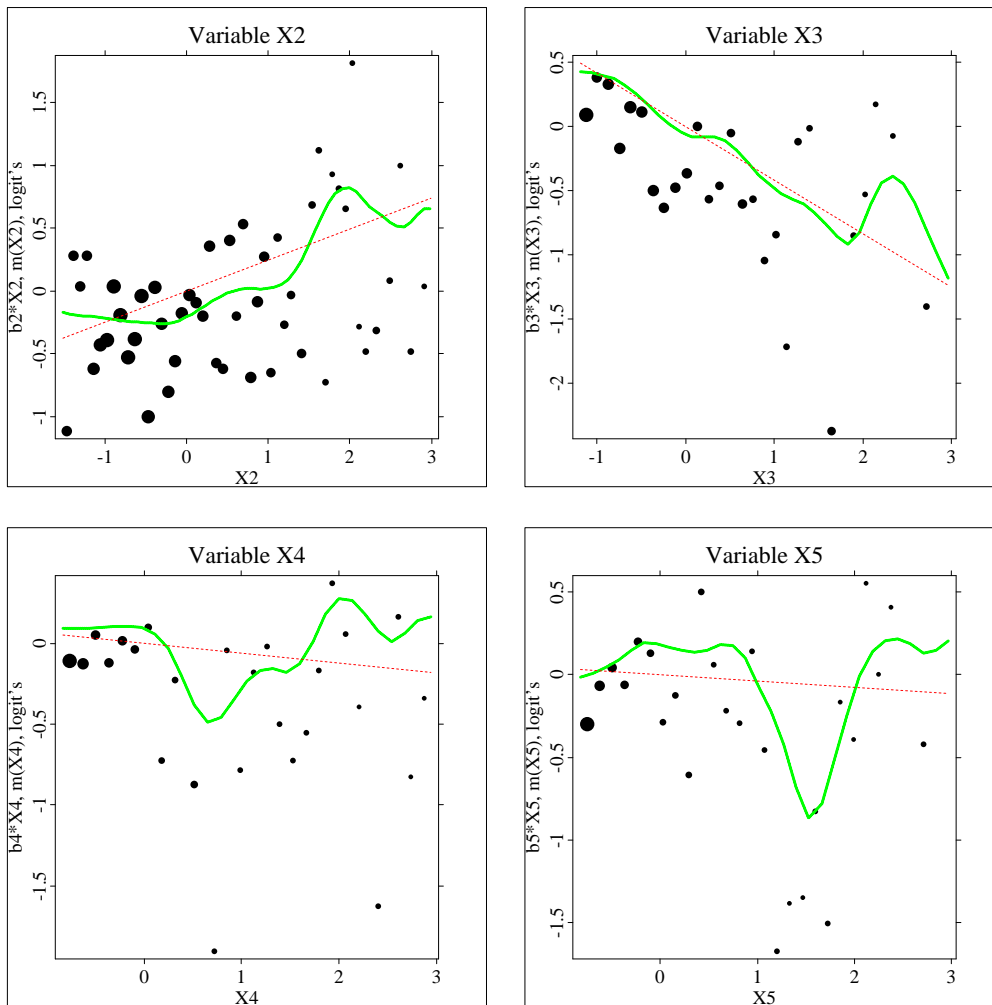 Variable X2
b2*X2, m(X2), logit's
1.5
1
0.5
0
-0.5
-1
-1 0 1 2 3
X2
Variable X3
b3*X3, m(X3), logit's
0.5
0
-0.5
-1
-1.5
-2
-1 0 1 2 3
X3
Variable X4
b4*X4, m(X4), logit's
0
-0.5
-1
-1.5
0 1 2 3
X4
Variable X5
b5*X5, m(X5), logit's
0.5
0
-0.5
-1
-1.5
0 1 2 3
X5